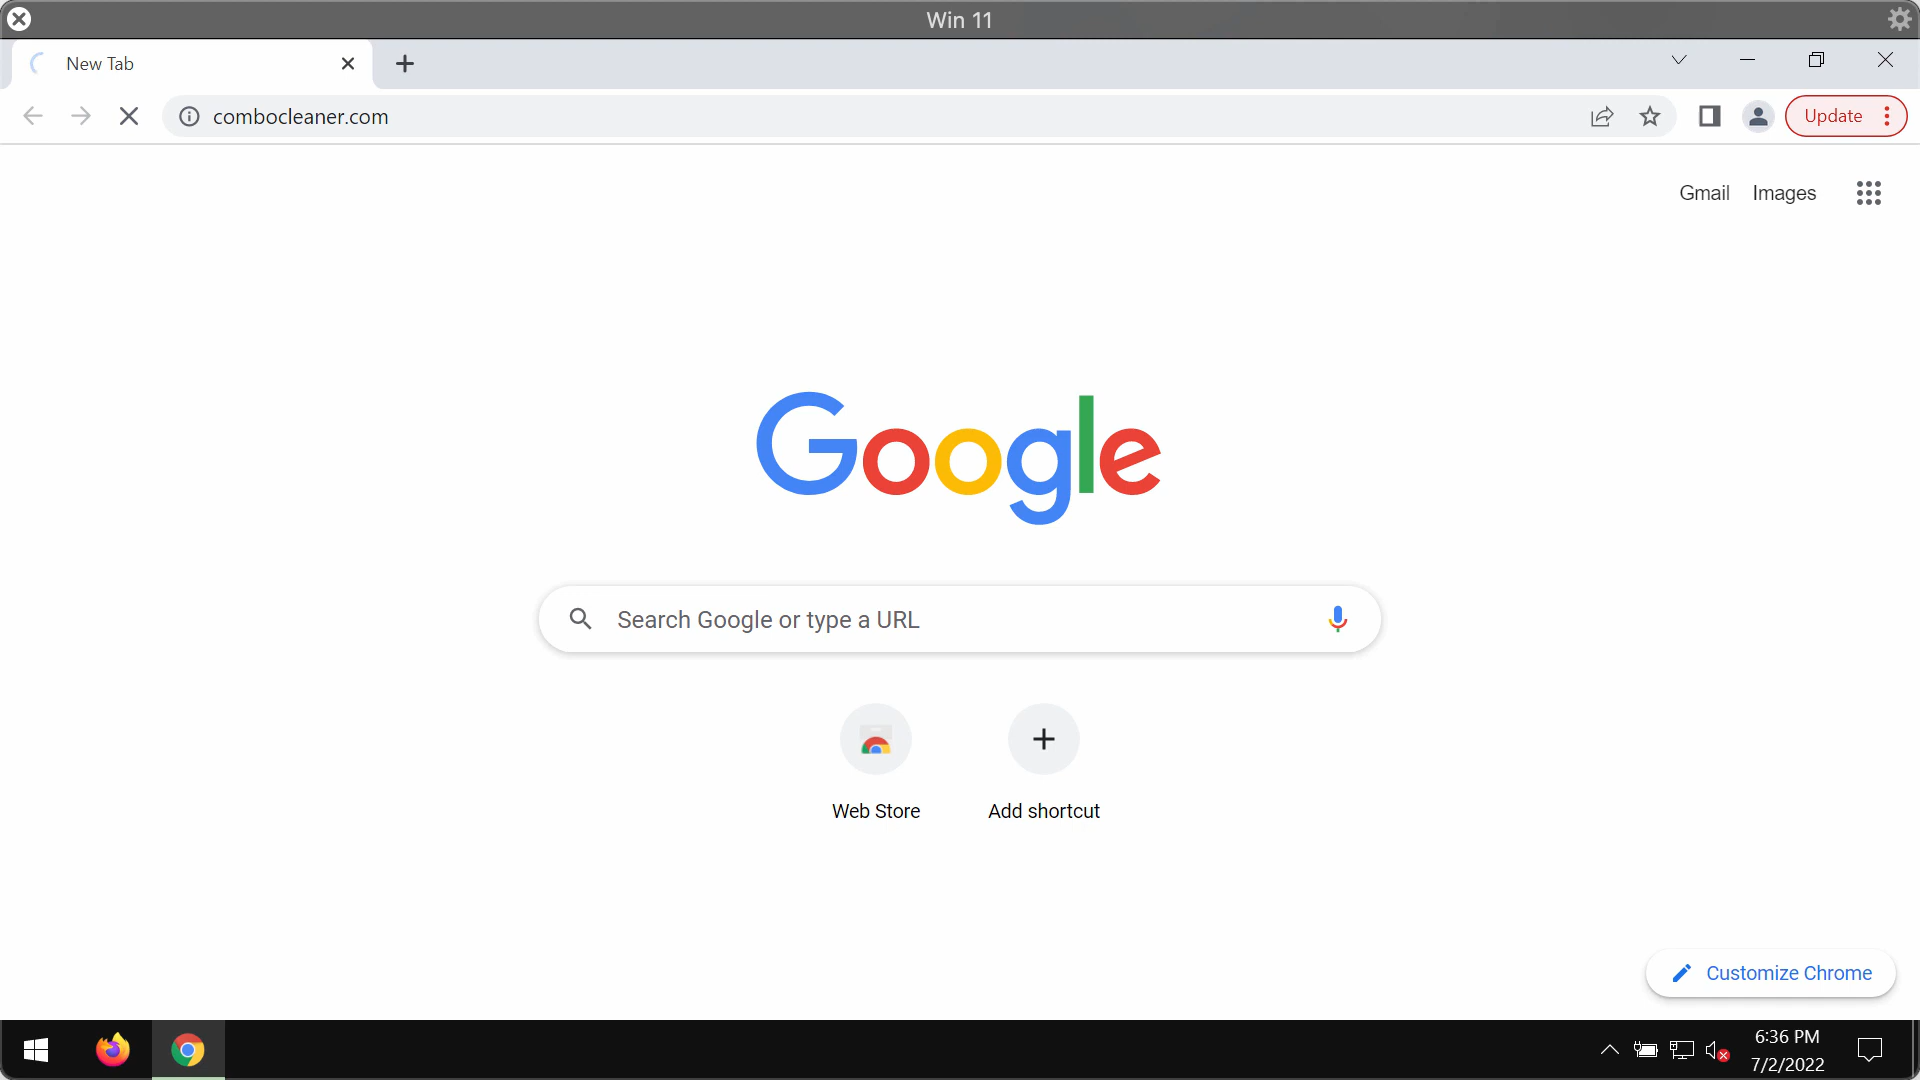 Win 11
New Tab
combocleaner.com
Update
Gmail Images
Google
Search Google or type a URL
Web Store
Add shortcut
Customize Chrome
6:36 PM
7/2/2022